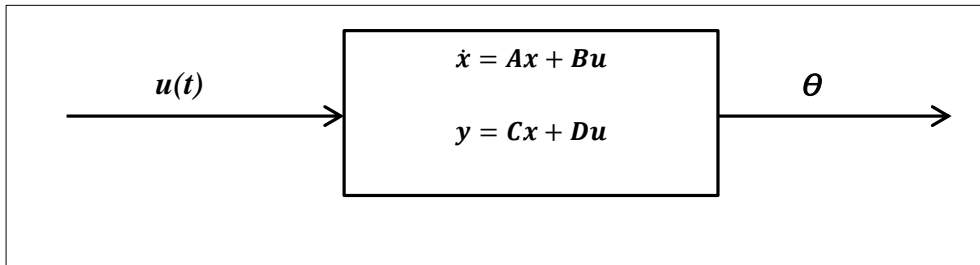 ẋ = Ax + Bu
u(t)
θ
y = Cx + Du